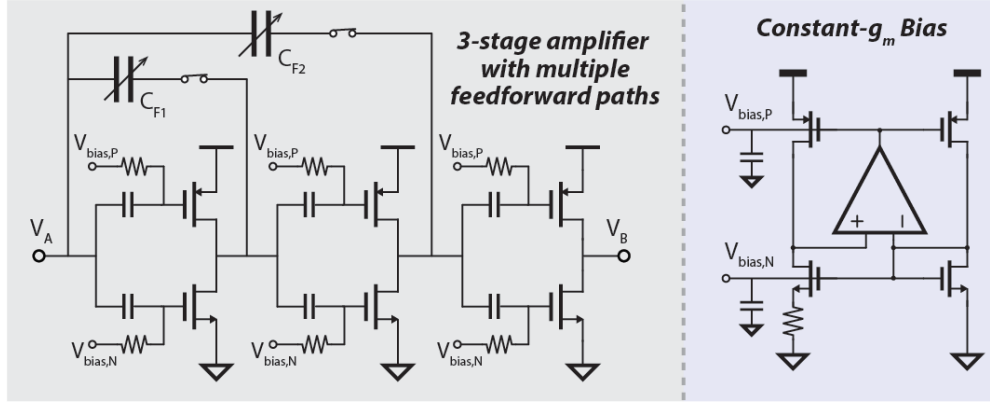 3-stage amplifier
with multiple
feedforward paths
C_F2
C_F1
V_bias,P
V_bias,P
V_bias,P
V_A
V_B
V_bias,N
V_bias,N
V_bias,N
Constant-g_m Bias
V_bias,P
+ −
V_bias,N